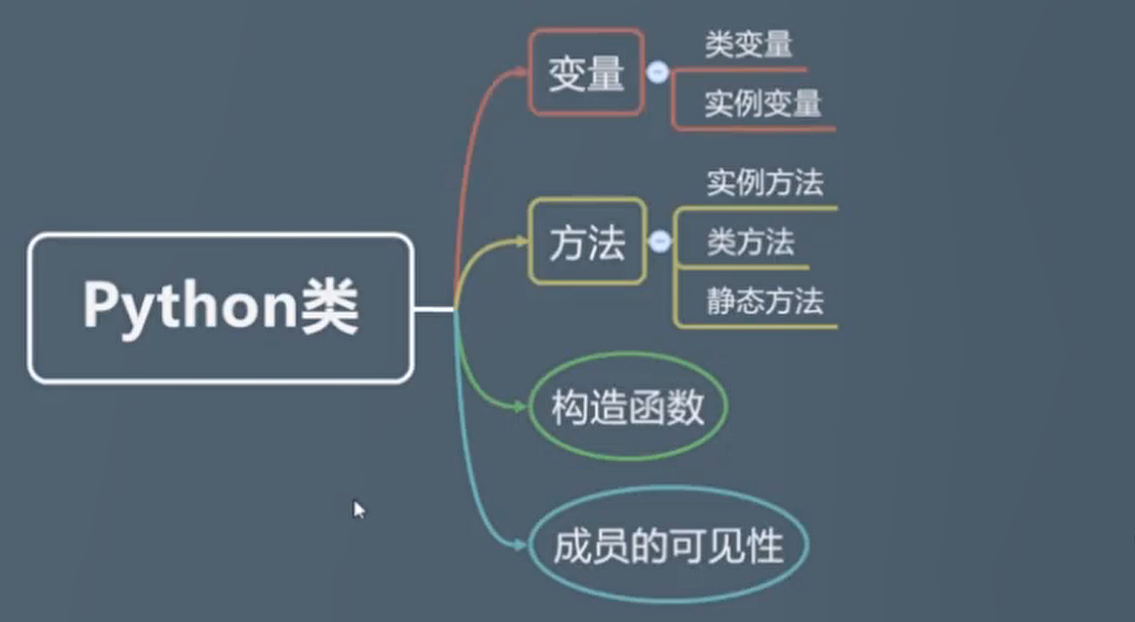 Python类
变量
类变量
实例变量
方法
实例方法
类方法
静态方法
构造函数
成员的可见性